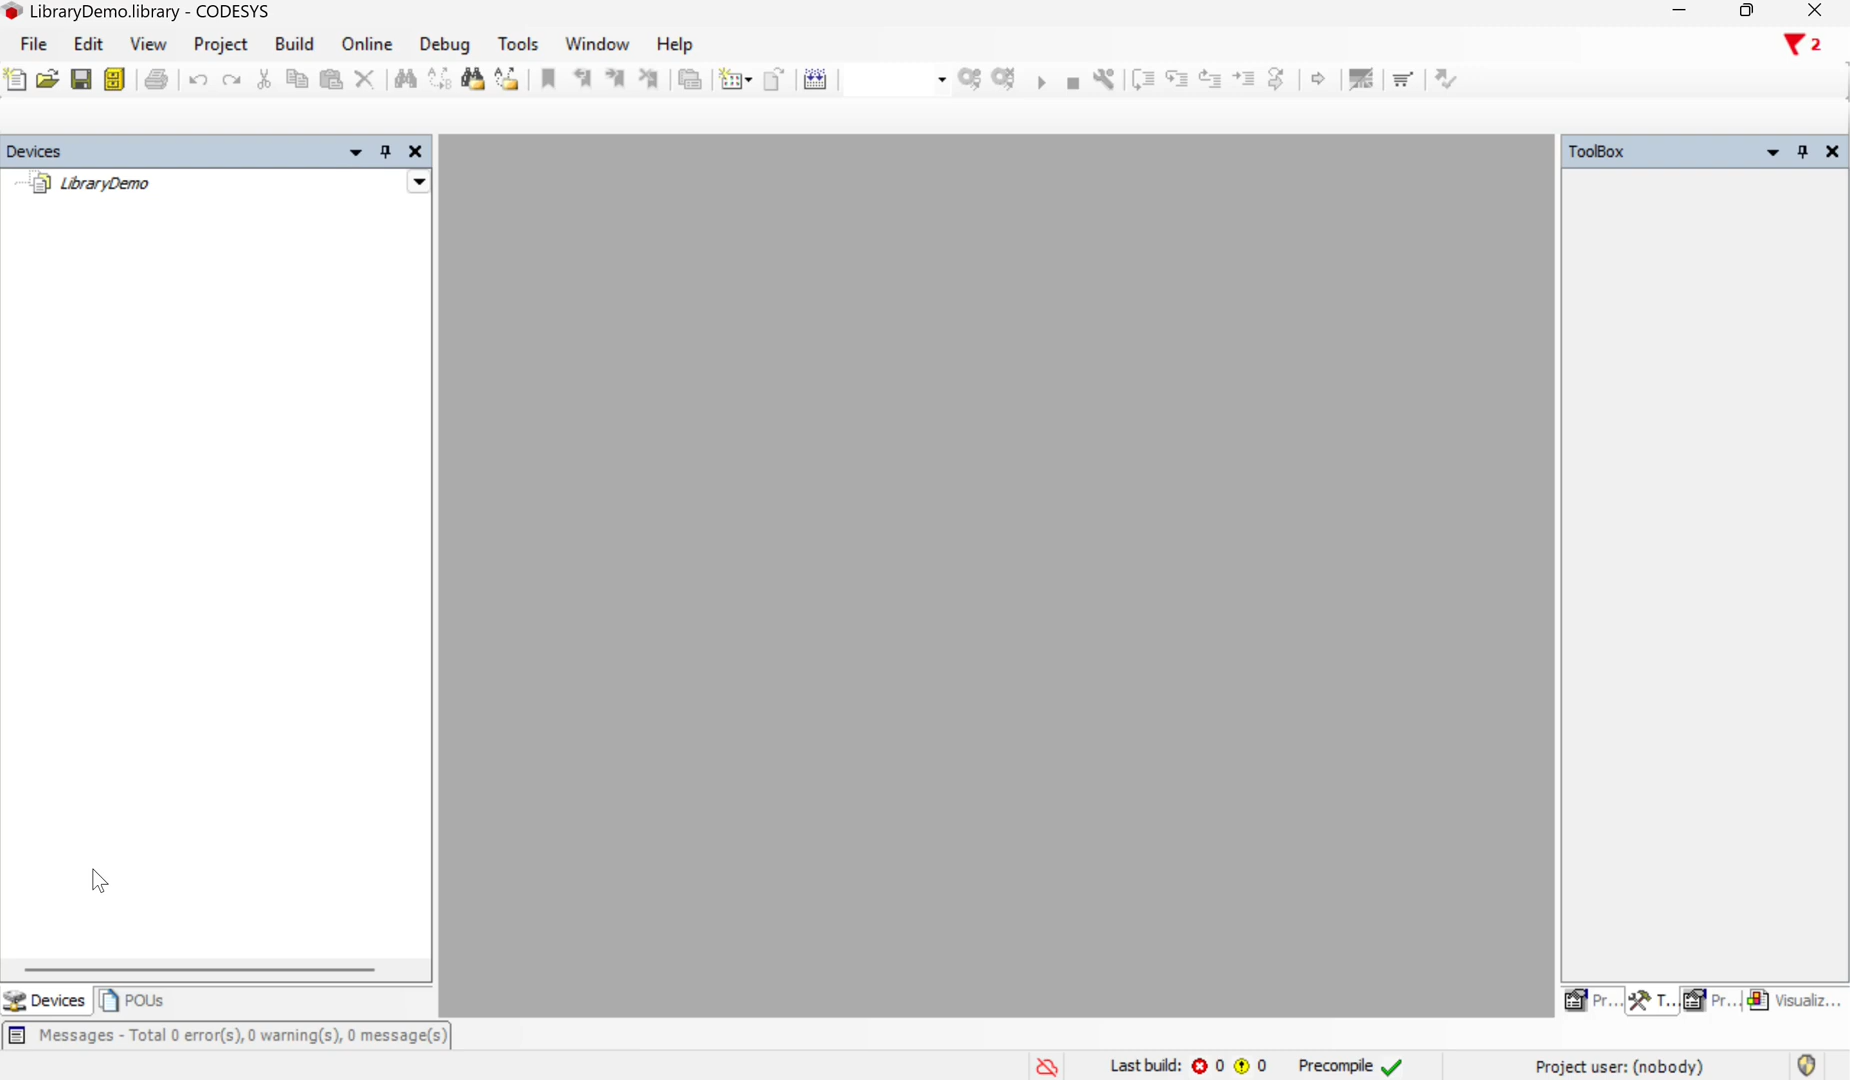 LibraryDemo.library - CODESYS
File Edit View Project Build Online Debug Tools Window Help
2
Devices
ToolBox
LibraryDemo
Devices POUs
Pr... T... Pr... Visualiz...
Messages - Total 0 error(s), 0 warning(s), 0 message(s)
Last build: 0 0 Precompile Project user: (nobody)